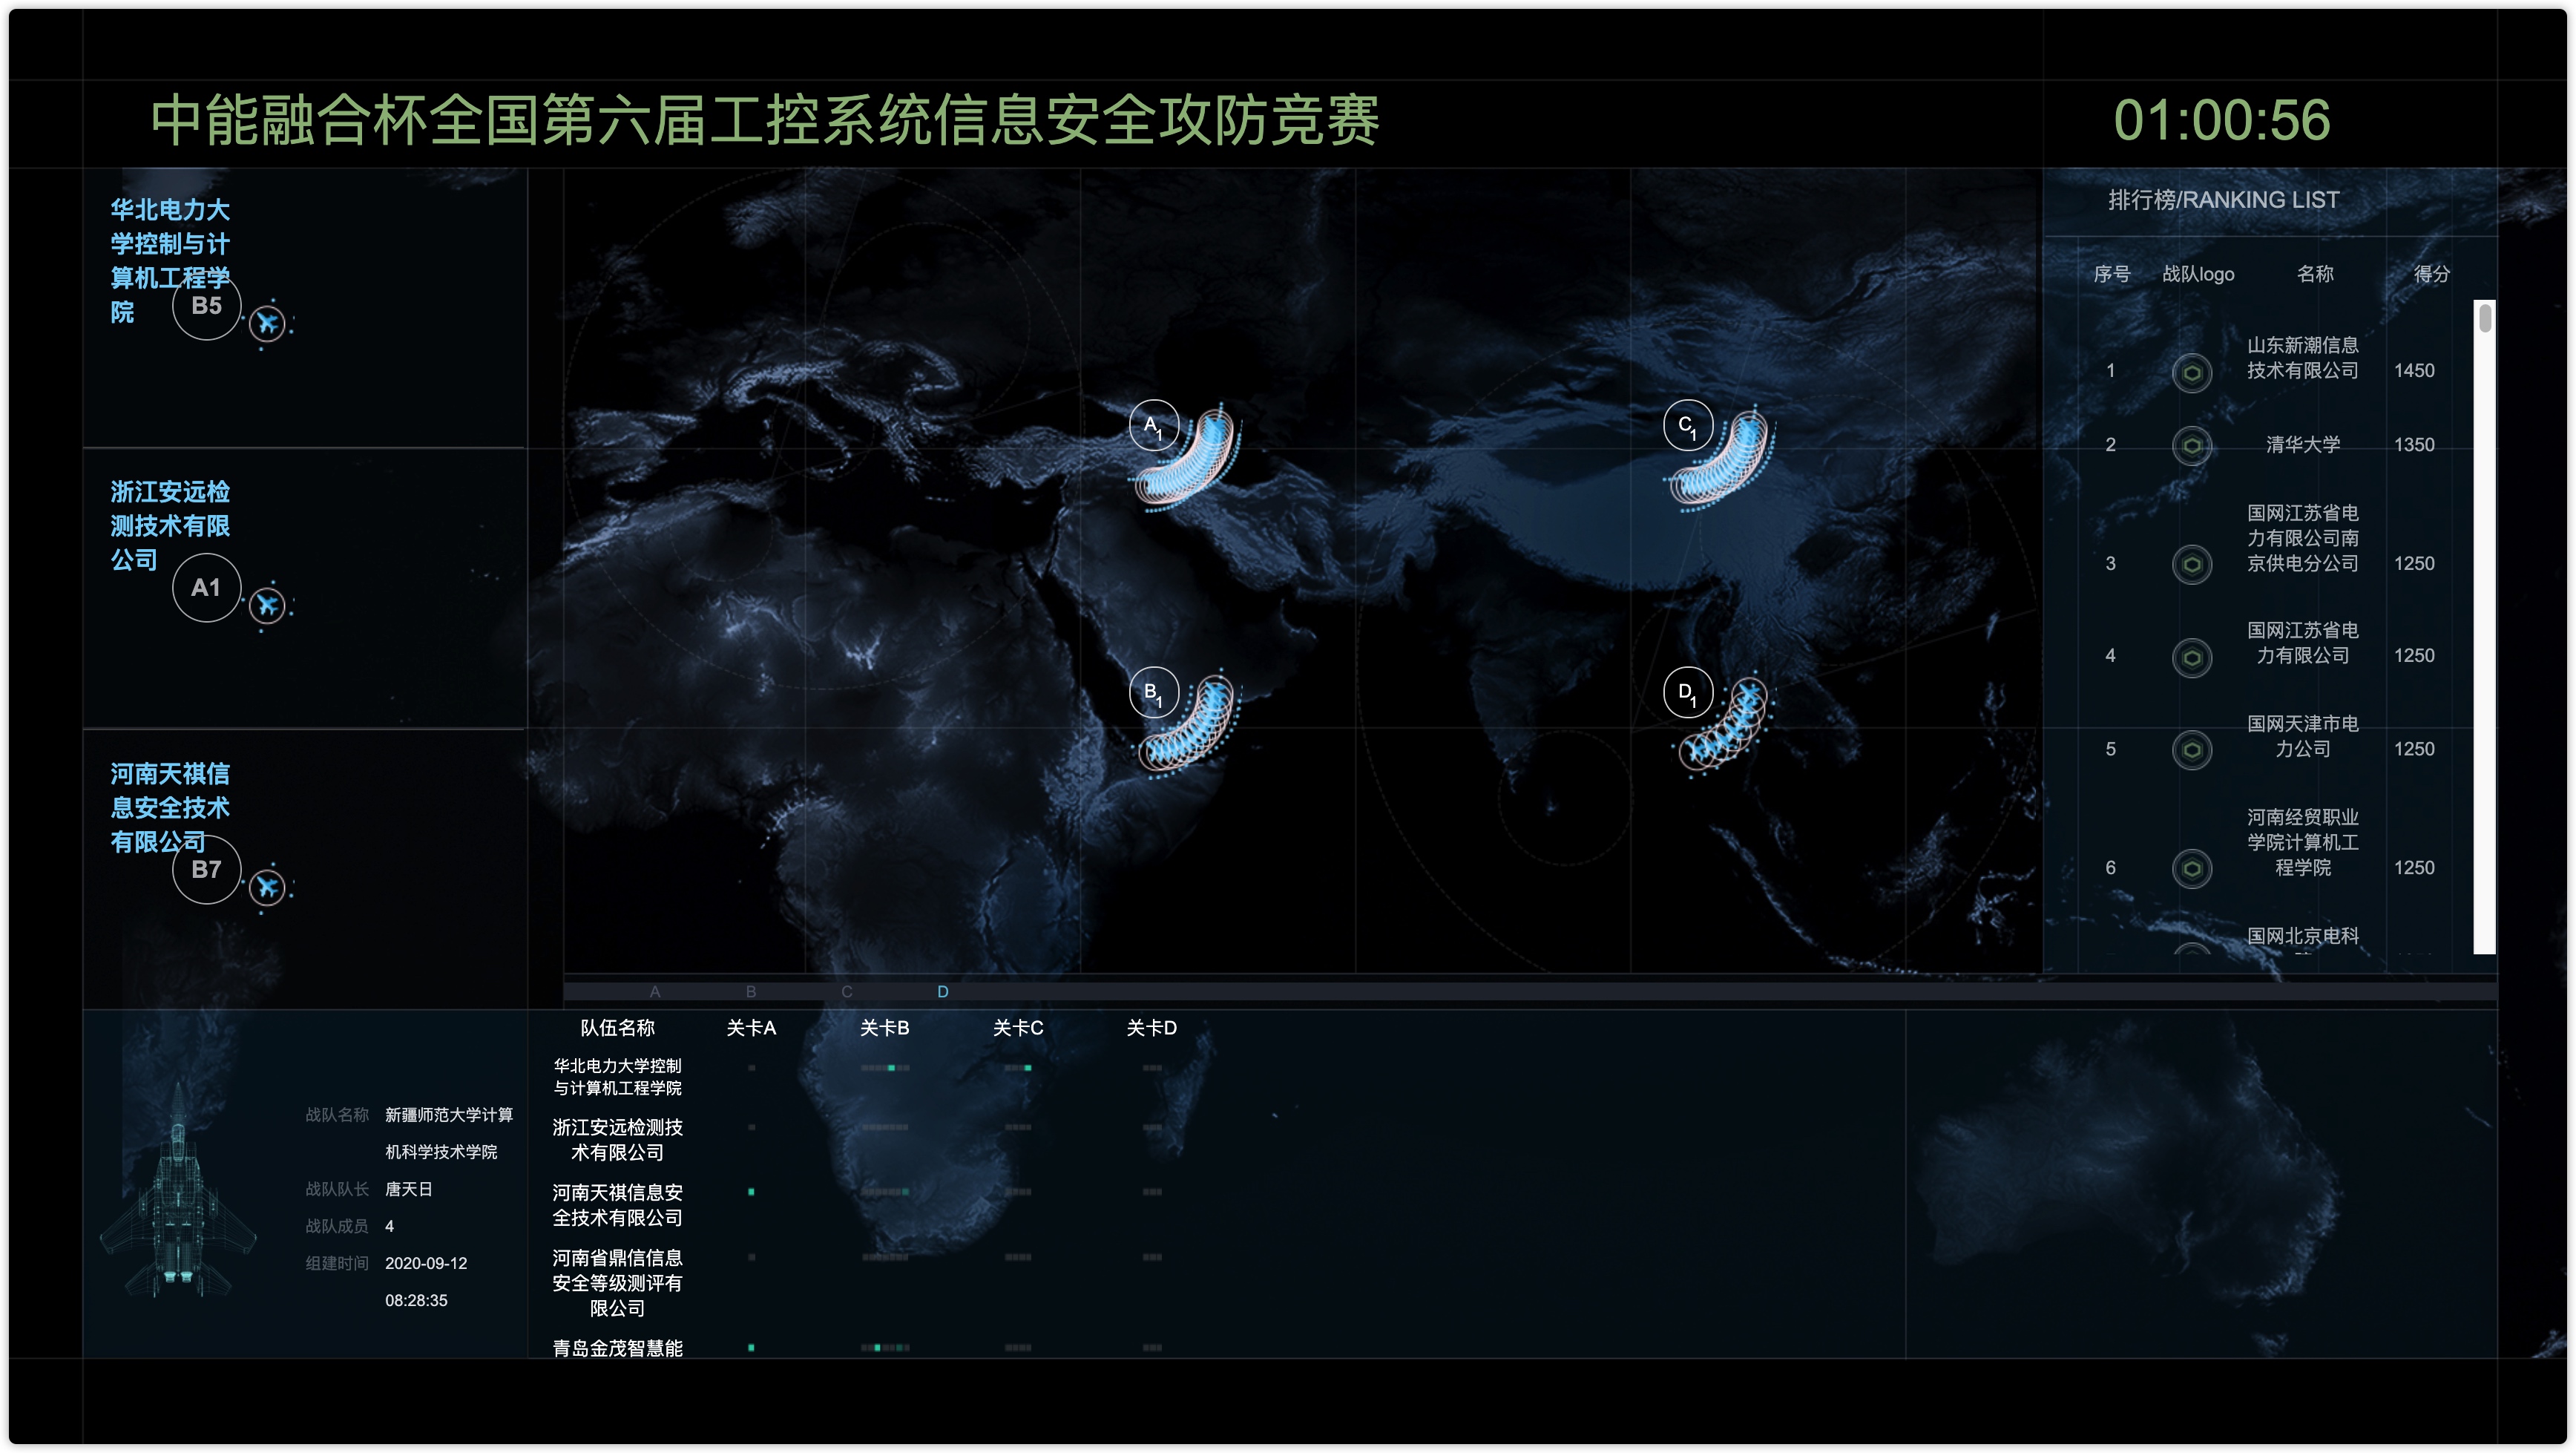 中能融合杯全国第六届工控系统信息安全攻防竞赛
01:00:56
华北电力大
学控制与计
算机工程学
院
B5
浙江安远检
测技术有限
公司
A1
河南天祺信
息安全技术
有限公司
B7
A1
C1
B1
D1
排行榜/RANKING LIST
序号 战队logo 名称 得分
山东新潮信息
技术有限公司
1 1450
2 清华大学 1350
国网江苏省电
力有限公司南
京供电分公司
3 1250
国网江苏省电
力有限公司
4 1250
国网天津市电
力公司
5 1250
河南经贸职业
学院计算机工
程学院
6 1250
国网北京电科
A B C D
战队名称 新疆师范大学计算
机科学技术学院
战队队长 唐天日
战队成员 4
组建时间 2020-09-12
08:28:35
队伍名称 关卡A 关卡B 关卡C 关卡D
华北电力大学控制
与计算机工程学院
浙江安远检测技
术有限公司
河南天祺信息安
全技术有限公司
河南省鼎信信息
安全等级测评有
限公司
青岛金茂智慧能